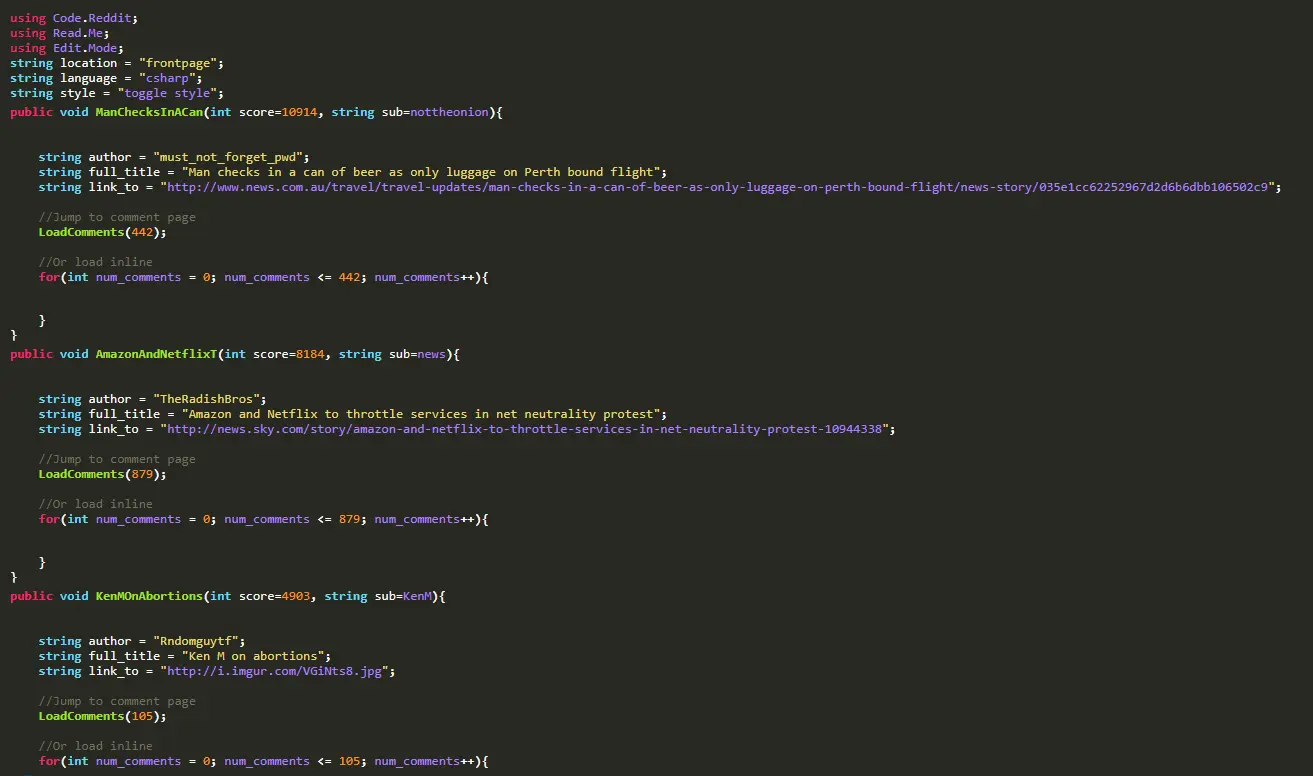 using Code.Reddit;
using Read.Me;
using Edit.Mode;
string location = "frontpage";
string language = "csharp";
string style = "toggle style";
public void ManChecksInACan(int score=10914, string sub=nottheonion){
string author = "must_not_forget_pwd";
string full_title = "Man checks in a can of beer as only luggage on Perth bound flight";
string link_to = "http://www.news.com.au/travel/travel-updates/man-checks-in-a-can-of-beer-as-only-luggage-on-perth-bound-flight/news-story/035e1cc62252967d2d6b6dbb106502c9";
//Jump to comment page
LoadComments(442);
//Or load inline
for(int num_comments = 0; num_comments <= 442; num_comments++){
}
}
public void AmazonAndNetflixT(int score=8184, string sub=news){
string author = "TheRadishBros";
string full_title = "Amazon and Netflix to throttle services in net neutrality protest";
string link_to = "http://news.sky.com/story/amazon-and-netflix-to-throttle-services-in-net-neutrality-protest-10944338";
//Jump to comment page
LoadComments(879);
//Or load inline
for(int num_comments = 0; num_comments <= 879; num_comments++){
}
}
public void KenMOnAbortions(int score=4903, string sub=KenM){
string author = "Rndomguytf";
string full_title = "Ken M on abortions";
string link_to = "http://i.imgur.com/VGiNts8.jpg";
//Jump to comment page
LoadComments(105);
//Or load inline
for(int num_comments = 0; num_comments <= 105; num_comments++){